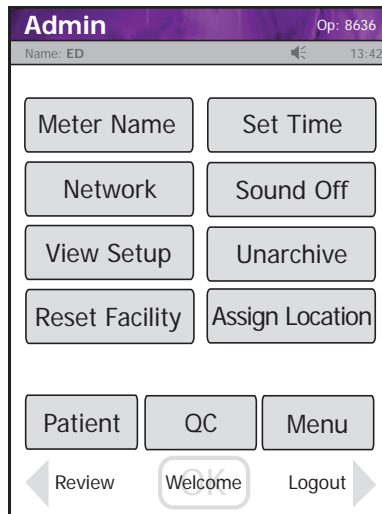 Admin Op: 8636
Name: ED 13:42
Meter Name Set Time
Network Sound Off
View Setup Unarchive
Reset Facility Assign Location
Patient QC Menu
Review Welcome OK Logout